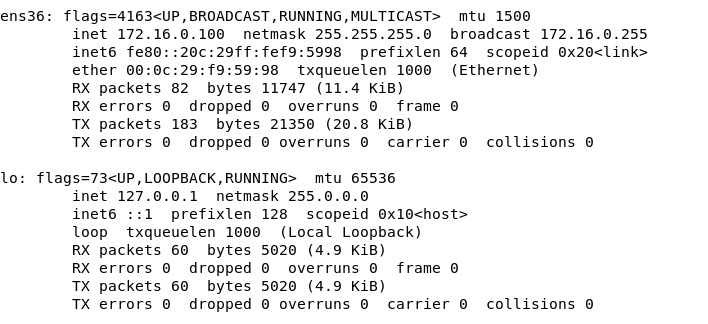 ens36: flags=4163<UP,BROADCAST,RUNNING,MULTICAST>  mtu 1500
        inet 172.16.0.100  netmask 255.255.255.0  broadcast 172.16.0.255
        inet6 fe80::20c:29ff:fef9:5998  prefixlen 64  scopeid 0x20<link>
        ether 00:0c:29:f9:59:98  txqueuelen 1000  (Ethernet)
        RX packets 82  bytes 11747 (11.4 KiB)
        RX errors 0  dropped 0  overruns 0  frame 0
        TX packets 183  bytes 21350 (20.8 KiB)
        TX errors 0  dropped 0 overruns 0  carrier 0  collisions 0

lo: flags=73<UP,LOOPBACK,RUNNING>  mtu 65536
        inet 127.0.0.1  netmask 255.0.0.0
        inet6 ::1  prefixlen 128  scopeid 0x10<host>
        loop  txqueuelen 1000  (Local Loopback)
        RX packets 60  bytes 5020 (4.9 KiB)
        RX errors 0  dropped 0  overruns 0  frame 0
        TX packets 60  bytes 5020 (4.9 KiB)
        TX errors 0  dropped 0 overruns 0  carrier 0  collisions 0